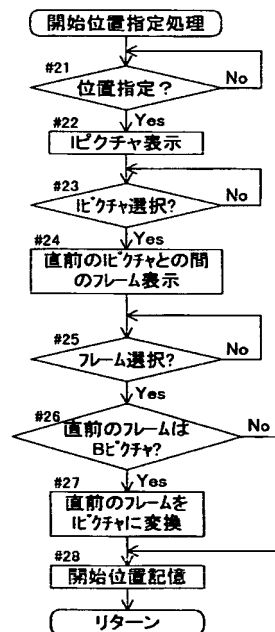 開始位置指定処理
#21
位置指定?
No
Yes
#22
Iピクチャ表示
#23
Iピクチャ選択?
No
Yes
#24
直前のIピクチャとの間
のフレーム表示
#25
フレーム選択?
No
Yes
#26
直前のフレームは
Bピクチャ?
No
Yes
#27
直前のフレームを
Iピクチャに変換
#28
開始位置記憶
リターン